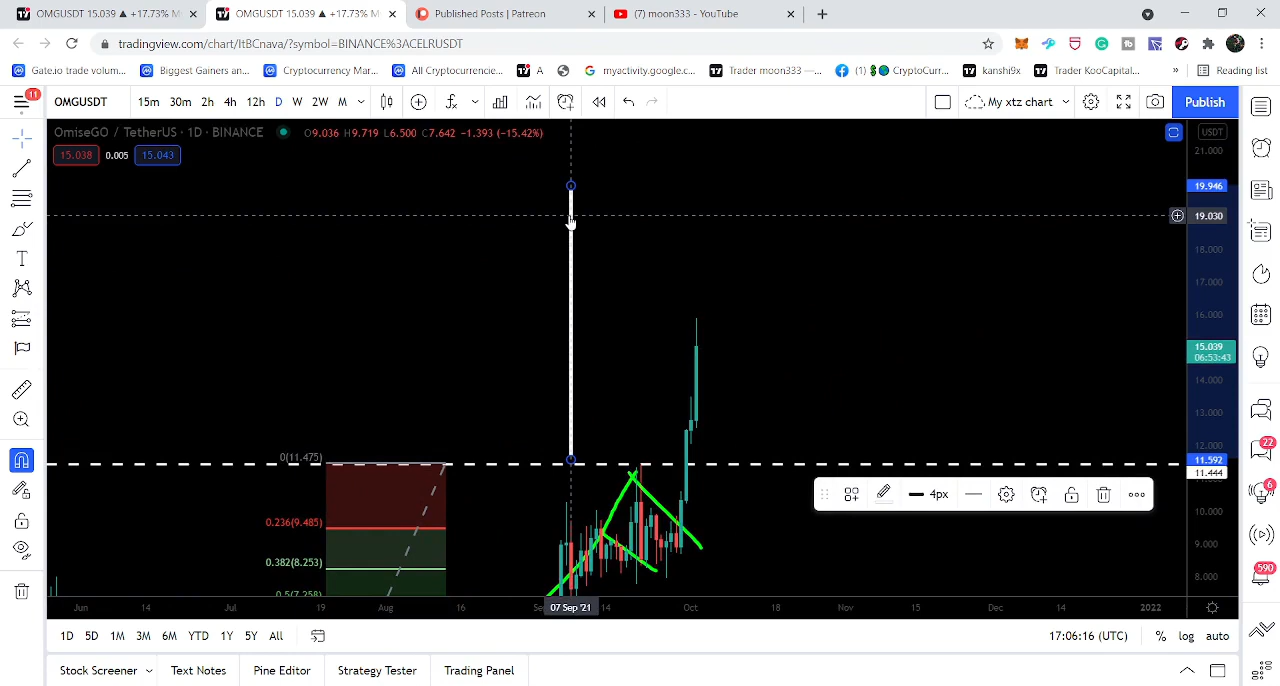 OMGUSDT 15.039 ▲ +17.73% M
OMGUSDT 15.039 ▲ +17.73% M
Published Posts | Patreon
(7) moon333 - YouTube
tradingview.com/chart/ItBCnava/?symbol=BINANCE%3ACELRUSDT
Gate.io trade volum...
Biggest Gainers an...
Cryptocurrency Mar...
All Cryptocurrencie...
A
myactivity.google.c...
Trader moon333 —...
(1) CryptoCurr...
kanshi9x
Trader KooCapital...
»
Reading list
11
OMGUSDT
15m 30m 2h 4h 12h D W 2W M
My xtz chart
Publish
OmiseGO / TetherUS · 1D · BINANCE
O9.036 H9.719 L6.500 C7.642 −1.393 (−15.42%)
USDT
15.038 0.005 15.043
21.000
19.946
19.030
18.000
17.000
16.000
15.039
06:53:43
14.000
13.000
12.000
11.592
11.444
10.000
9.000
8.000
0(11.475)
0.236(9.485)
0.382(8.253)
0.5(7.258)
4px
22
6
590
Jun 14 Jul 19 Aug 16 Se 07 Sep '21 14 Oct 18 Nov 15 Dec 14 2022
1D 5D 1M 3M 6M YTD 1Y 5Y All
17:06:16 (UTC) % log auto
Stock Screener Text Notes Pine Editor Strategy Tester Trading Panel